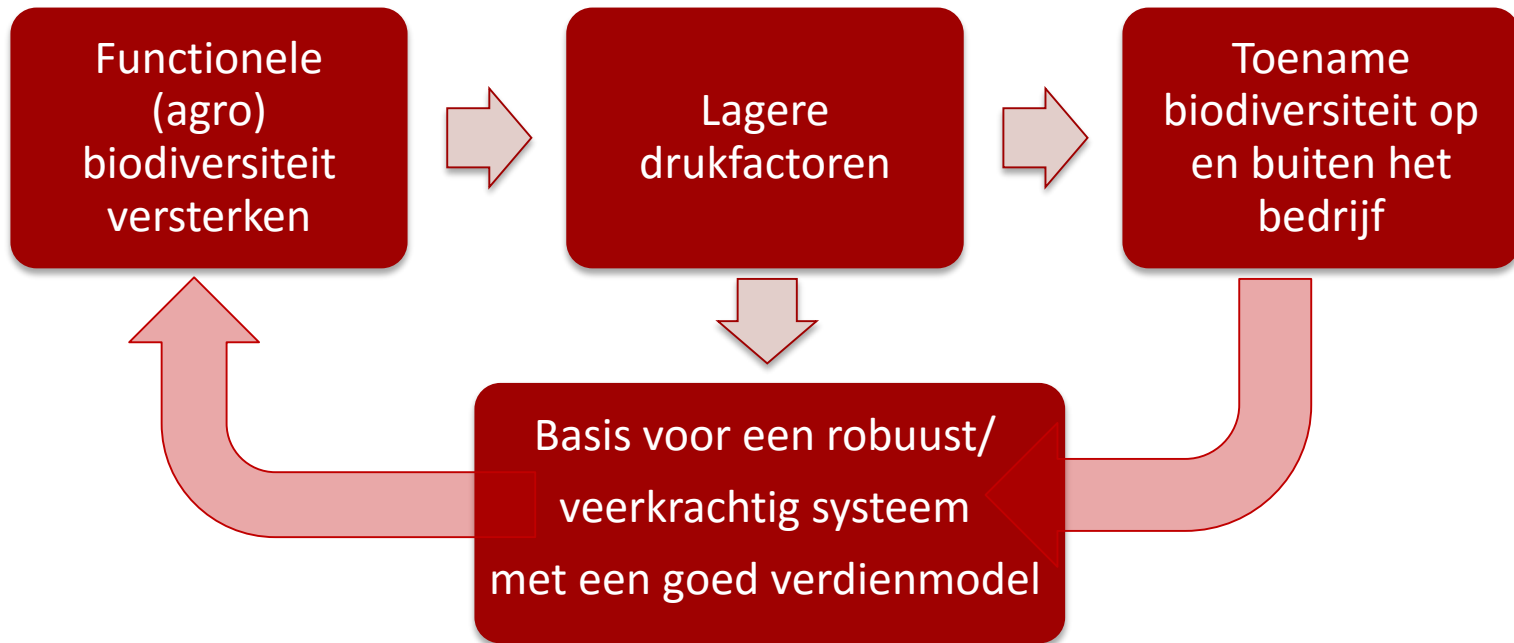 Functionele
(agro)
biodiversiteit
versterken
Lagere
drukfactoren
Toename
biodiversiteit op
en buiten het
bedrijf
Basis voor een robuust/
veerkrachtig systeem
met een goed verdienmodel